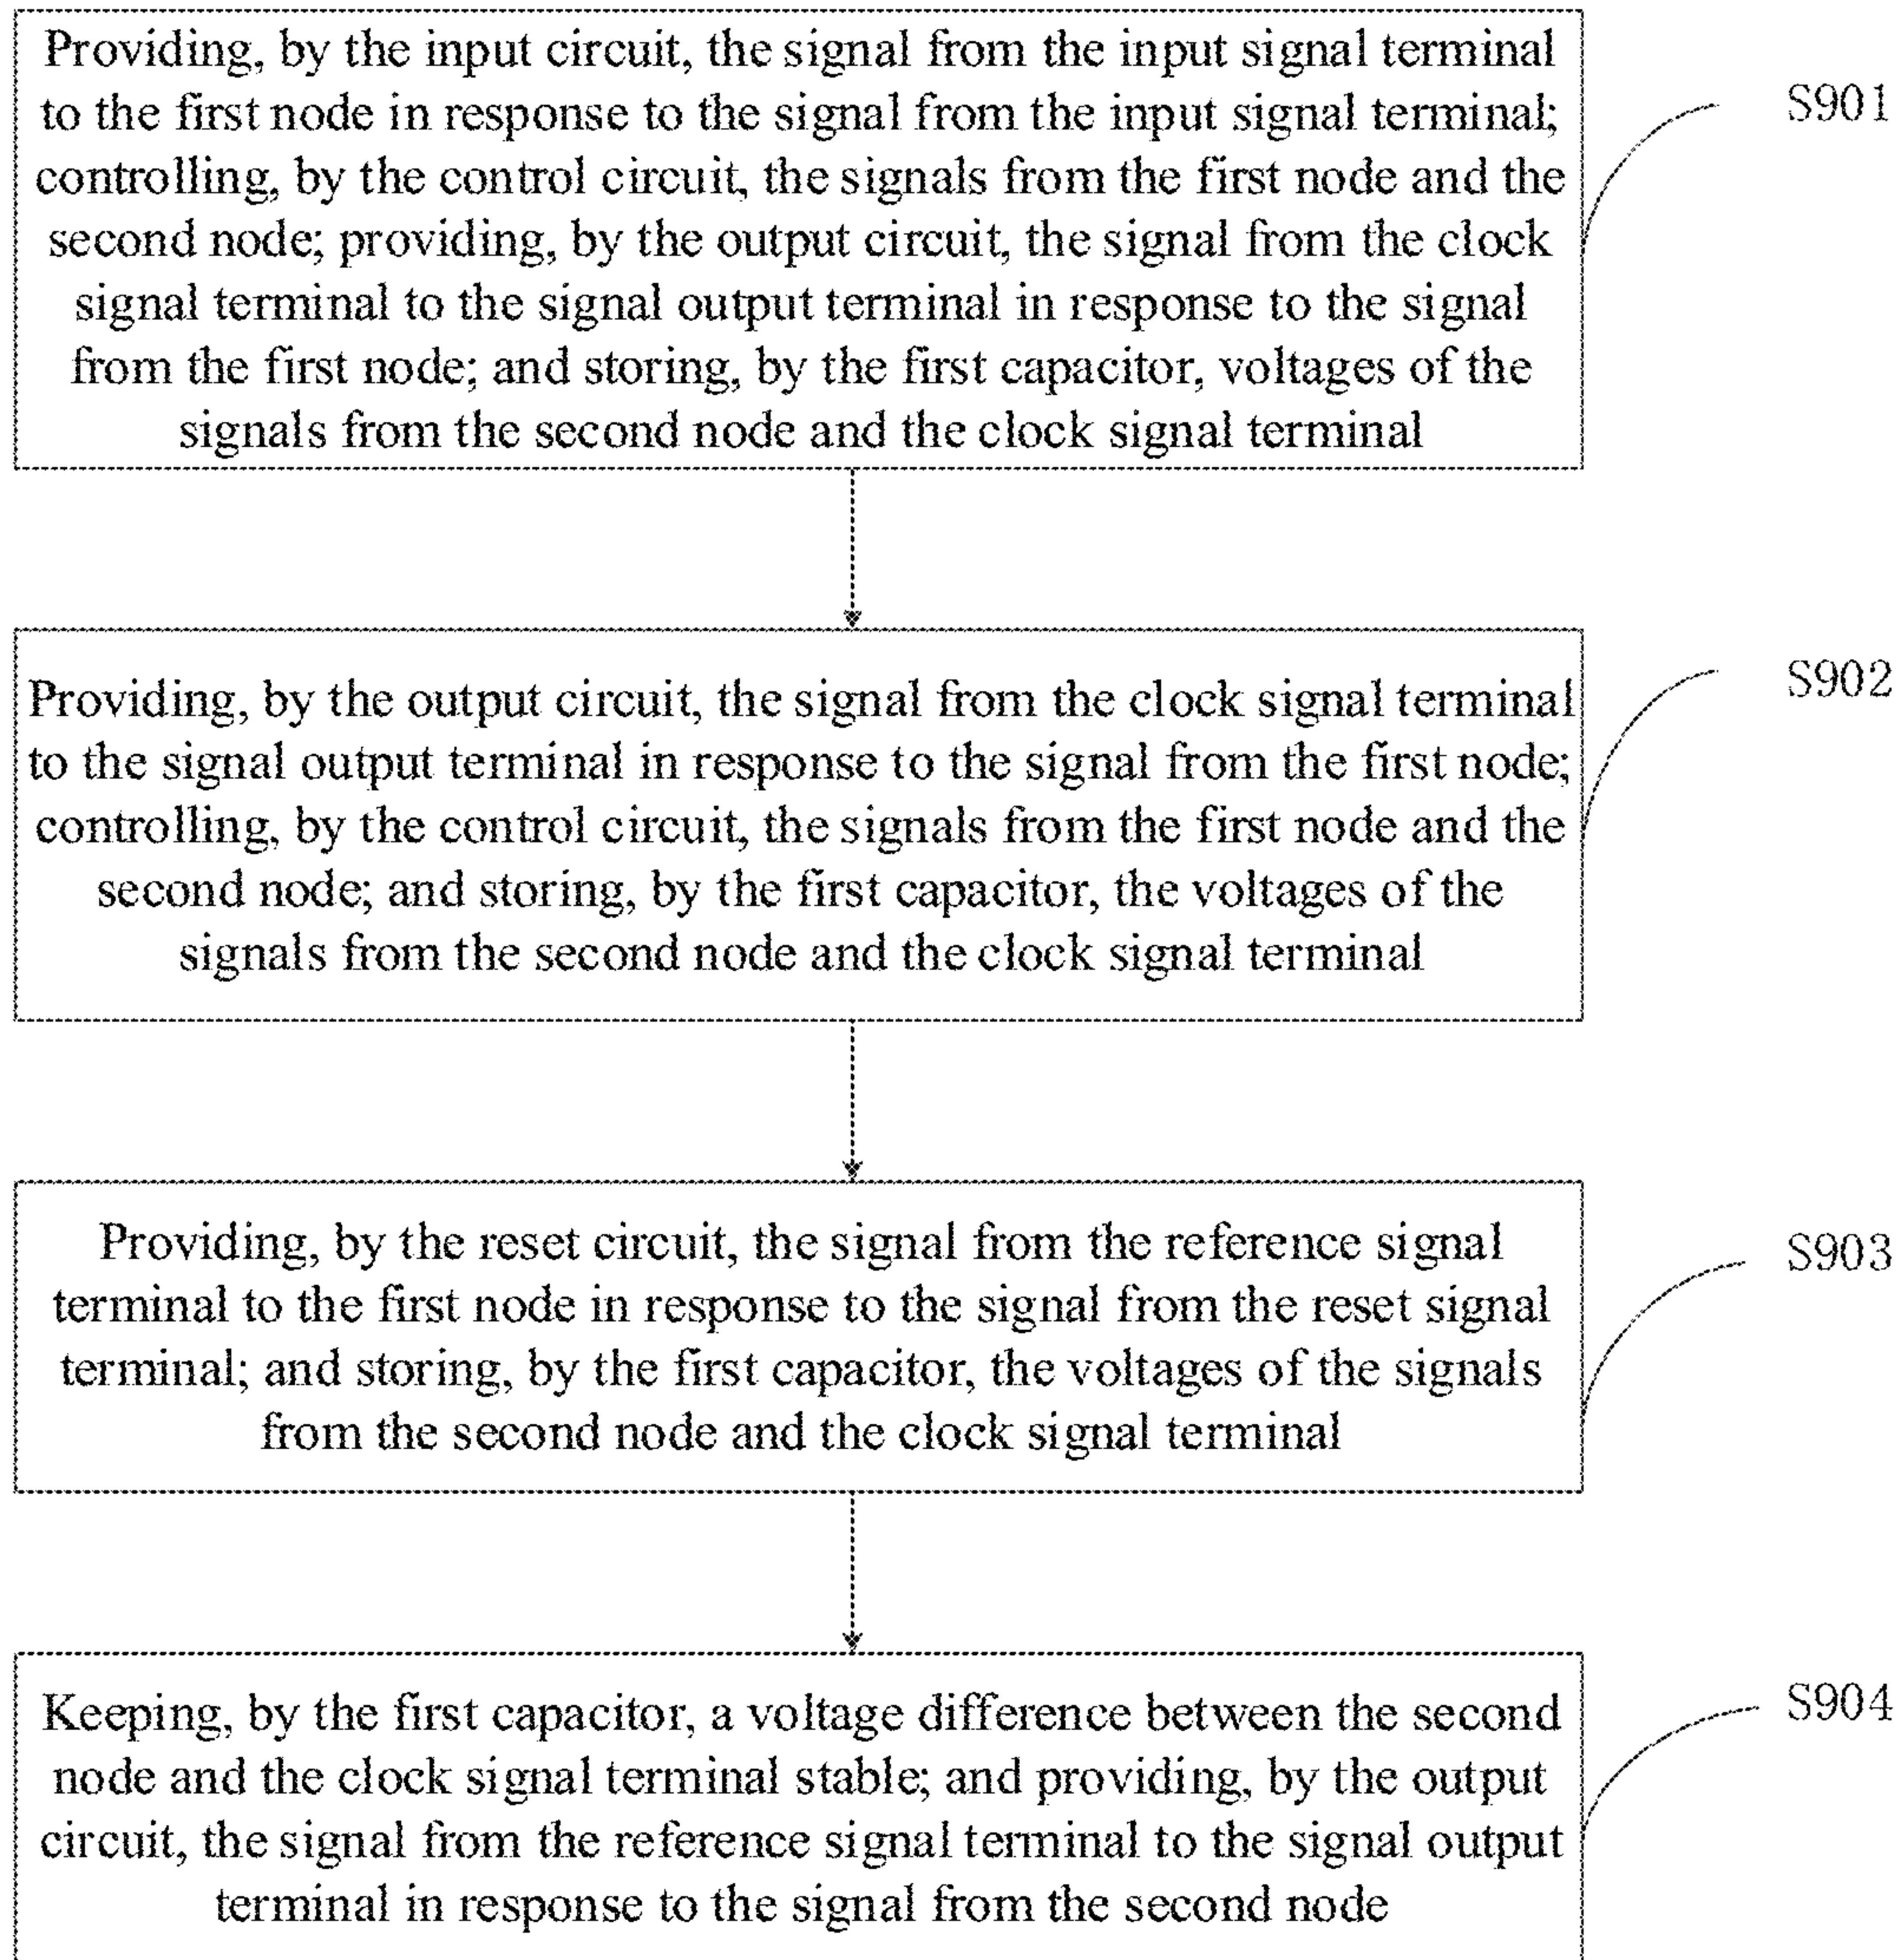 Providing, by the input circuit, the signal from the input signal terminal
to the first node in response to the signal from the input signal terminal;
controlling, by the control circuit, the signals from the first node and the
second node; providing, by the output circuit, the signal from the clock
signal terminal to the signal output terminal in response to the signal
from the first node; and storing, by the first capacitor, voltages of the
signals from the second node and the clock signal terminal
S901
Providing, by the output circuit, the signal from the clock signal terminal
to the signal output terminal in response to the signal from the first node;
controlling, by the control circuit, the signals from the first node and the
second node; and storing, by the first capacitor, the voltages of the
signals from the second node and the clock signal terminal
S902
Providing, by the reset circuit, the signal from the reference signal
terminal to the first node in response to the signal from the reset signal
terminal; and storing, by the first capacitor, the voltages of the signals
from the second node and the clock signal terminal
S903
Keeping, by the first capacitor, a voltage difference between the second
node and the clock signal terminal stable; and providing, by the output
circuit, the signal from the reference signal terminal to the signal output
terminal in response to the signal from the second node
S904